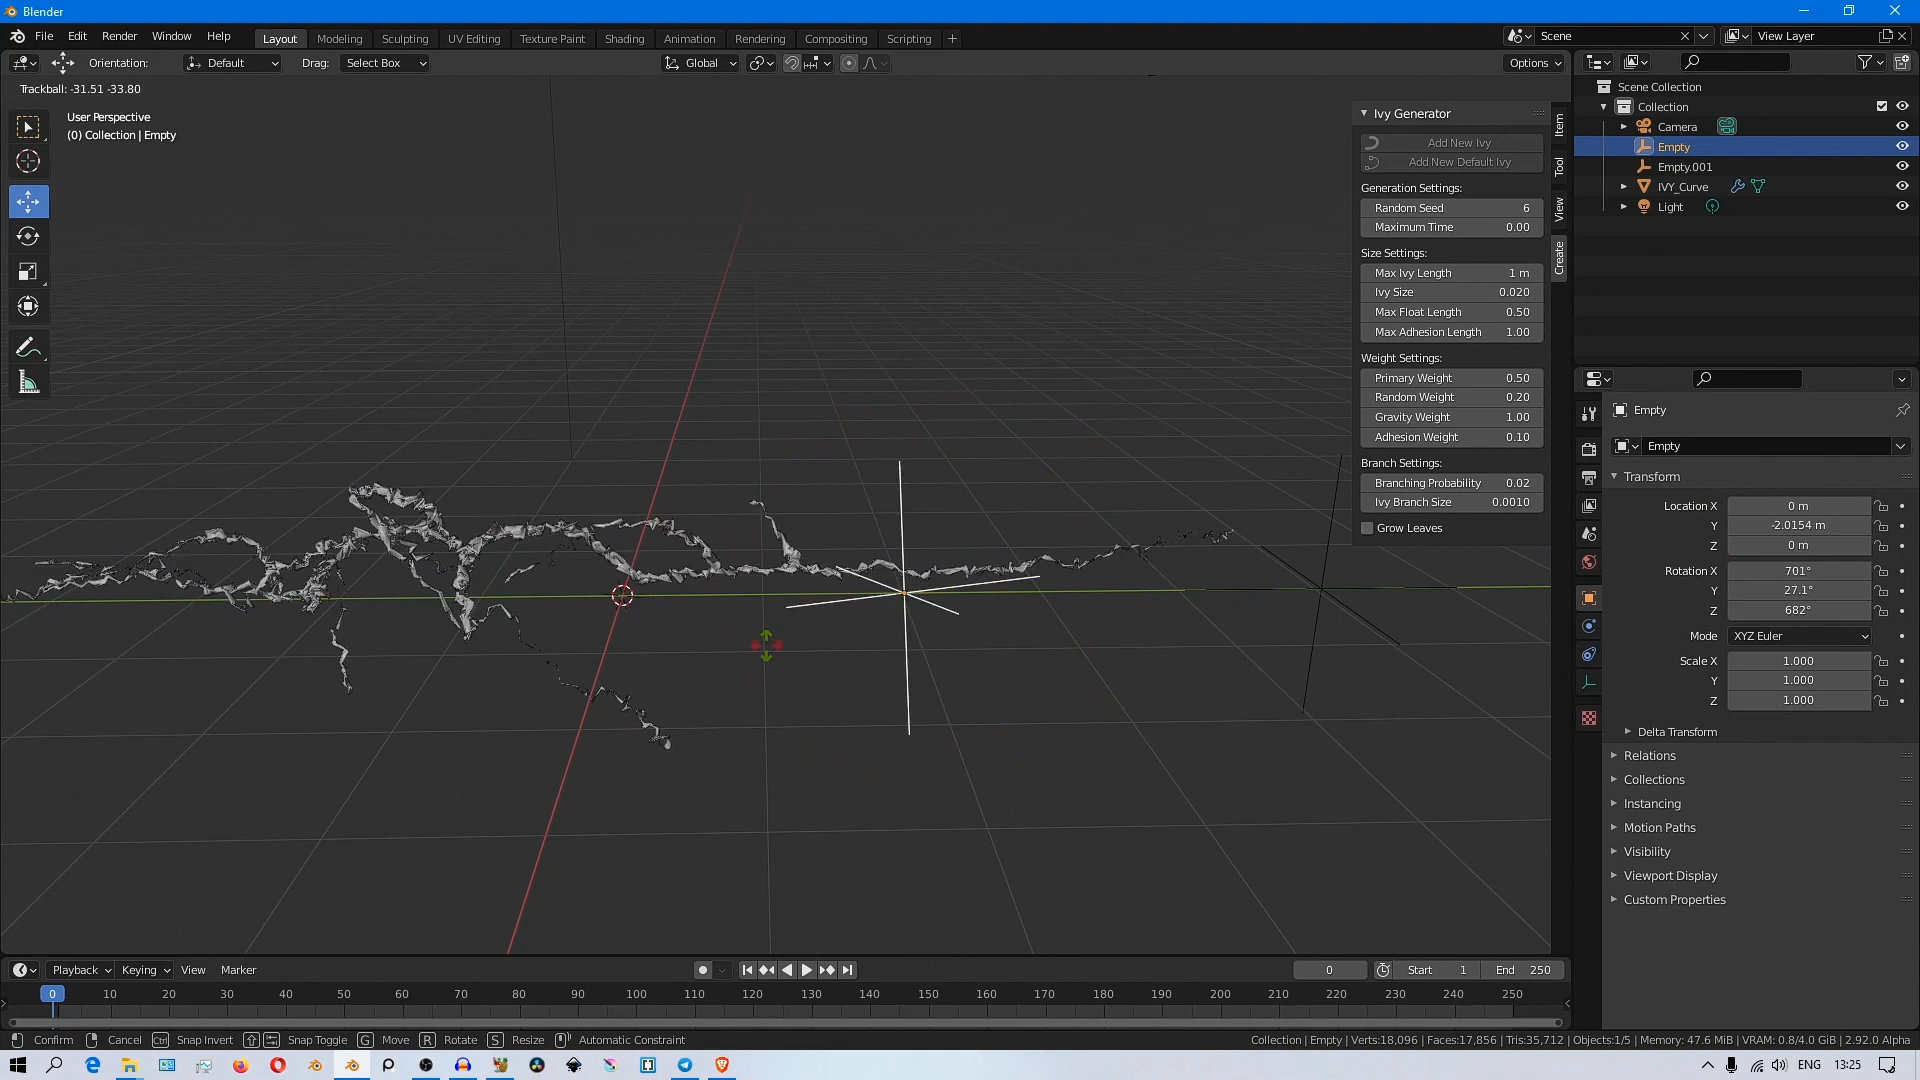 Blender
File Edit Render Window Help Layout Modeling Sculpting UV Editing Texture Paint Shading Animation Rendering Compositing Scripting + Scene View Layer
Orientation: Default Drag: Select Box Global Options
Trackball: -31.51 -33.80
User Perspective
(0) Collection | Empty
Ivy Generator
Add New Ivy
Add New Default Ivy
Generation Settings:
Random Seed 6
Maximum Time 0.00
Size Settings:
Max Ivy Length 1 m
Ivy Size 0.020
Max Float Length 0.50
Max Adhesion Length 1.00
Weight Settings:
Primary Weight 0.50
Random Weight 0.20
Gravity Weight 1.00
Adhesion Weight 0.10
Branch Settings:
Branching Probability 0.02
Ivy Branch Size 0.0010
Grow Leaves
Item
Tool
View
Create
Scene Collection
Collection
Camera
Empty
Empty.001
IVY_Curve
Light
Empty
Empty
Transform
Location X 0 m
Y -2.0154 m
Z 0 m
Rotation X 701°
Y 27.1°
Z 682°
Mode XYZ Euler
Scale X 1.000
Y 1.000
Z 1.000
Delta Transform
Relations
Collections
Instancing
Motion Paths
Visibility
Viewport Display
Custom Properties
Playback Keying View Marker 0 Start 1 End 250
0 10 20 30 40 50 60 70 80 90 100 110 120 130 140 150 160 170 180 190 200 210 220 230 240 250
Confirm Cancel Ctrl Snap Invert Snap Toggle G Move R Rotate S Resize Automatic Constraint Collection | Empty | Verts:18,096 | Faces:17,856 | Tris:35,712 | Objects:1/5 | Memory: 47.6 MiB | VRAM: 0.8/4.0 GiB | 2.92.0 Alpha
ENG 13:25